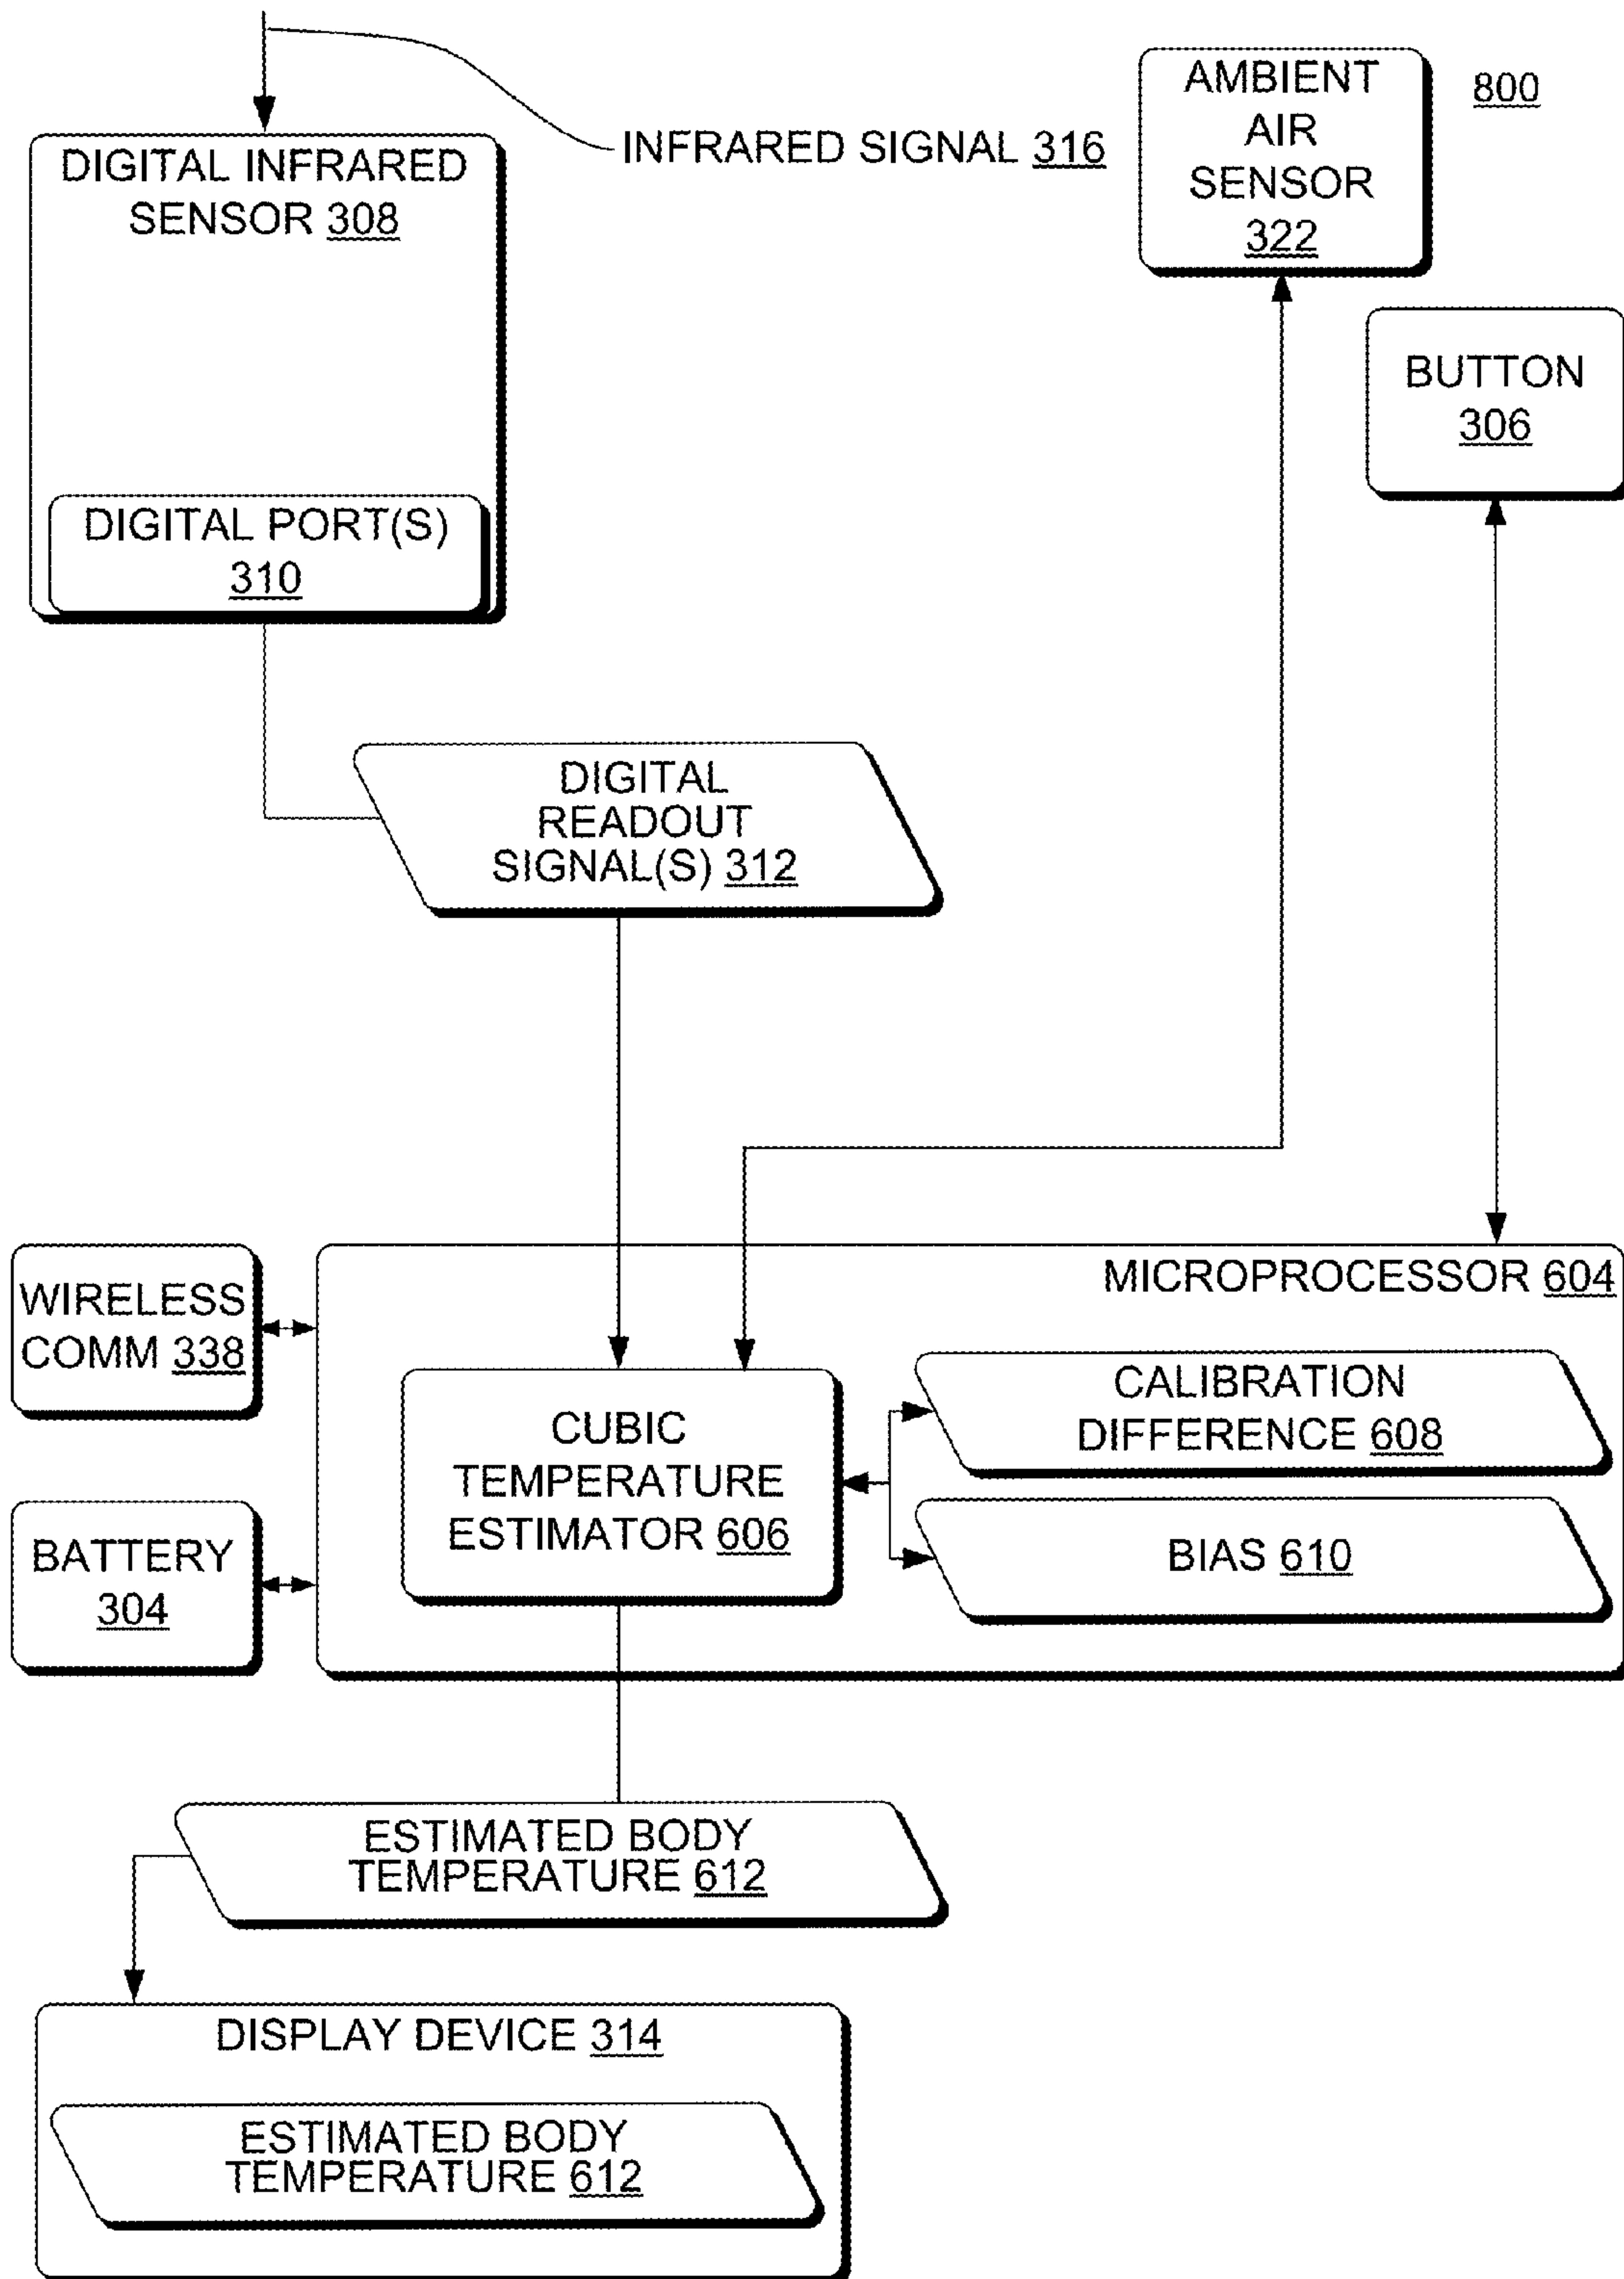 INFRARED SIGNAL 316
DIGITAL INFRARED
SENSOR 308
DIGITAL PORT(S)
310
AMBIENT
AIR
SENSOR
322
800
BUTTON
306
DIGITAL
READOUT
SIGNAL(S) 312
WIRELESS
COMM 338
BATTERY
304
MICROPROCESSOR 604
CUBIC
TEMPERATURE
ESTIMATOR 606
CALIBRATION
DIFFERENCE 608
BIAS 610
ESTIMATED BODY
TEMPERATURE 612
DISPLAY DEVICE 314
ESTIMATED BODY
TEMPERATURE 612